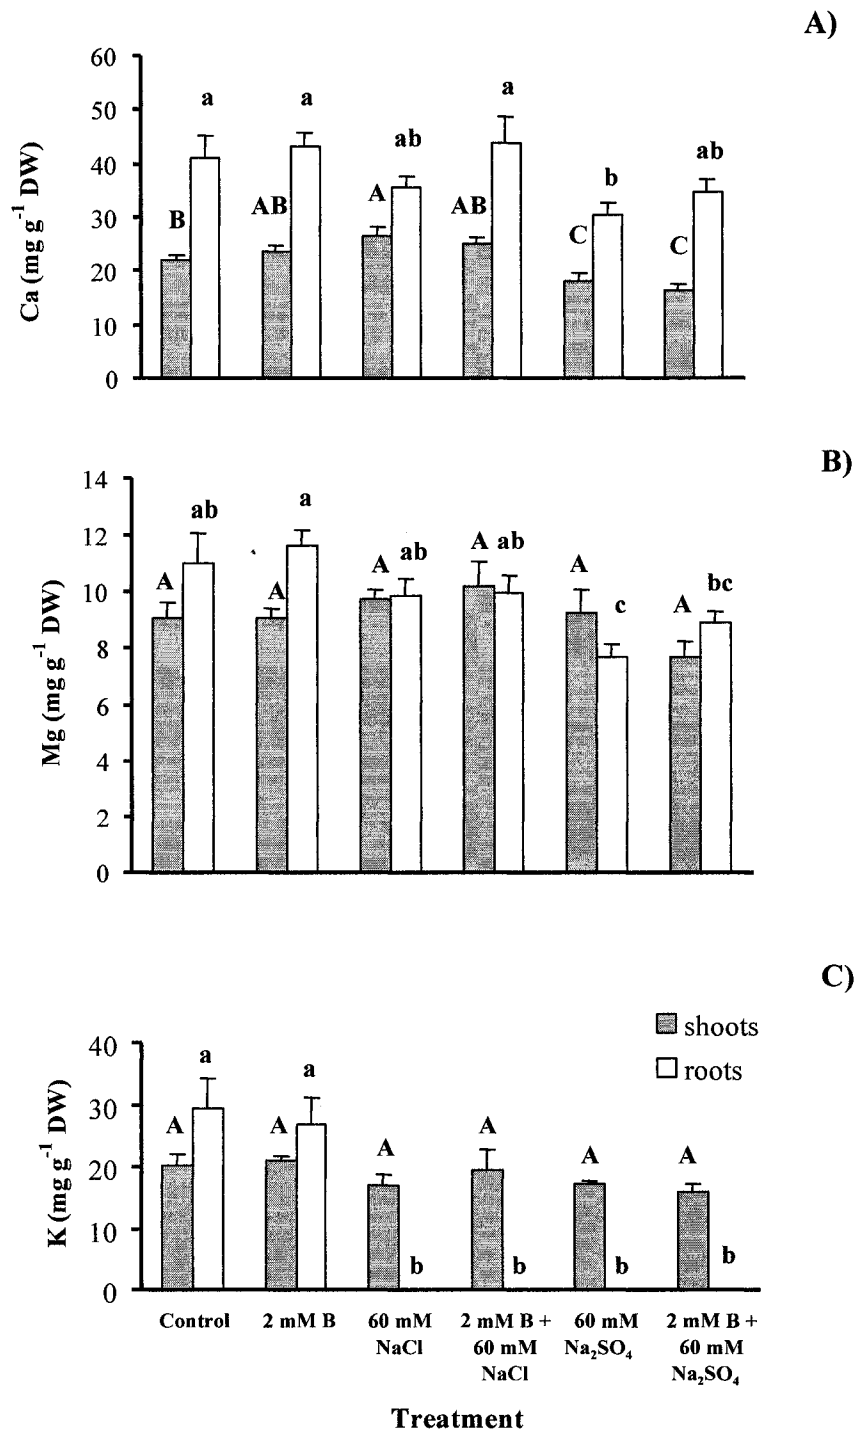 A)
60
50
40
30
20
10
0
Ca (mg g⁻¹ DW)
B a AB a A ab AB a C b C ab
B)
14
12
10
8
6
4
2
0
Mg (mg g⁻¹ DW)
A ab A a A ab A ab A c A bc
C)
shoots
roots
40
30
20
10
0
K (mg g⁻¹ DW)
A a A a A b A b A b A b
Control
2 mM B
60 mM
NaCl
2 mM B +
60 mM
NaCl
60 mM
Na₂SO₄
2 mM B +
60 mM
Na₂SO₄
Treatment